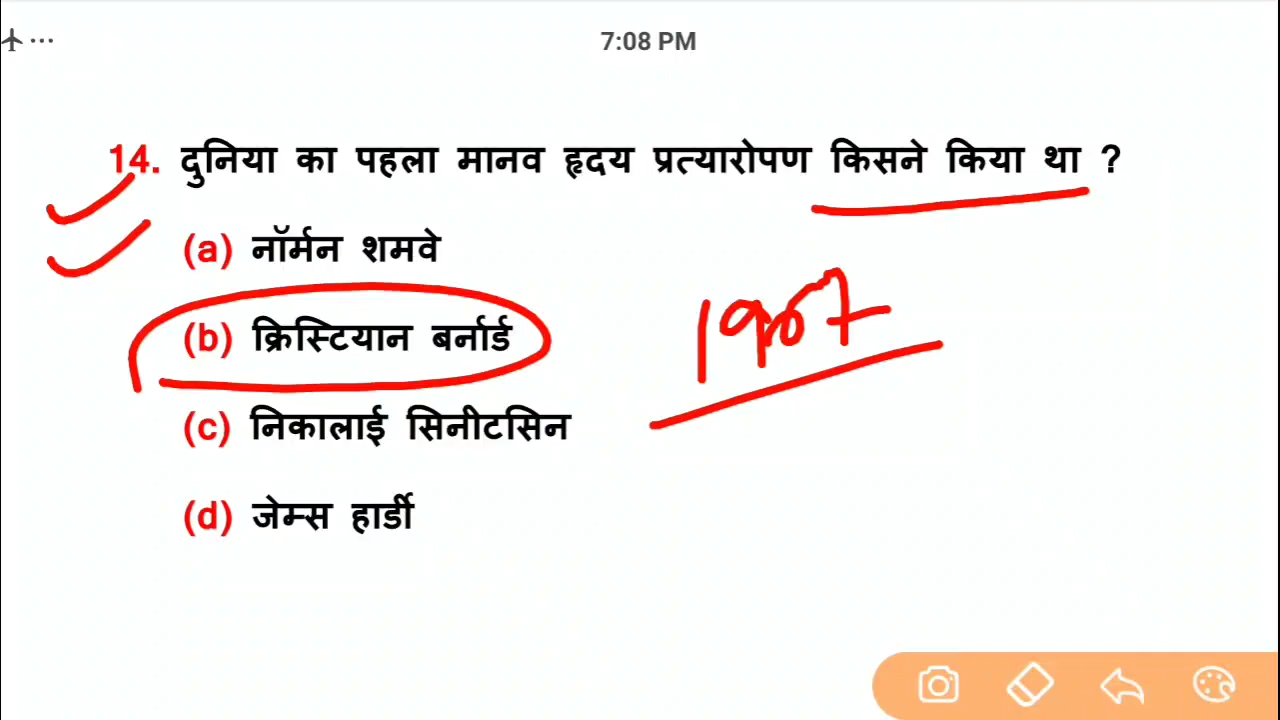 7:08 PM
14. दुनिया का पहला मानव हृदय प्रत्यारोपण किसने किया था ?
(a) नॉर्मन शमवे
(b) क्रिस्टियान बर्नार्ड
1967
(c) निकालाई सिनीटसिन
(d) जेम्स हार्डी